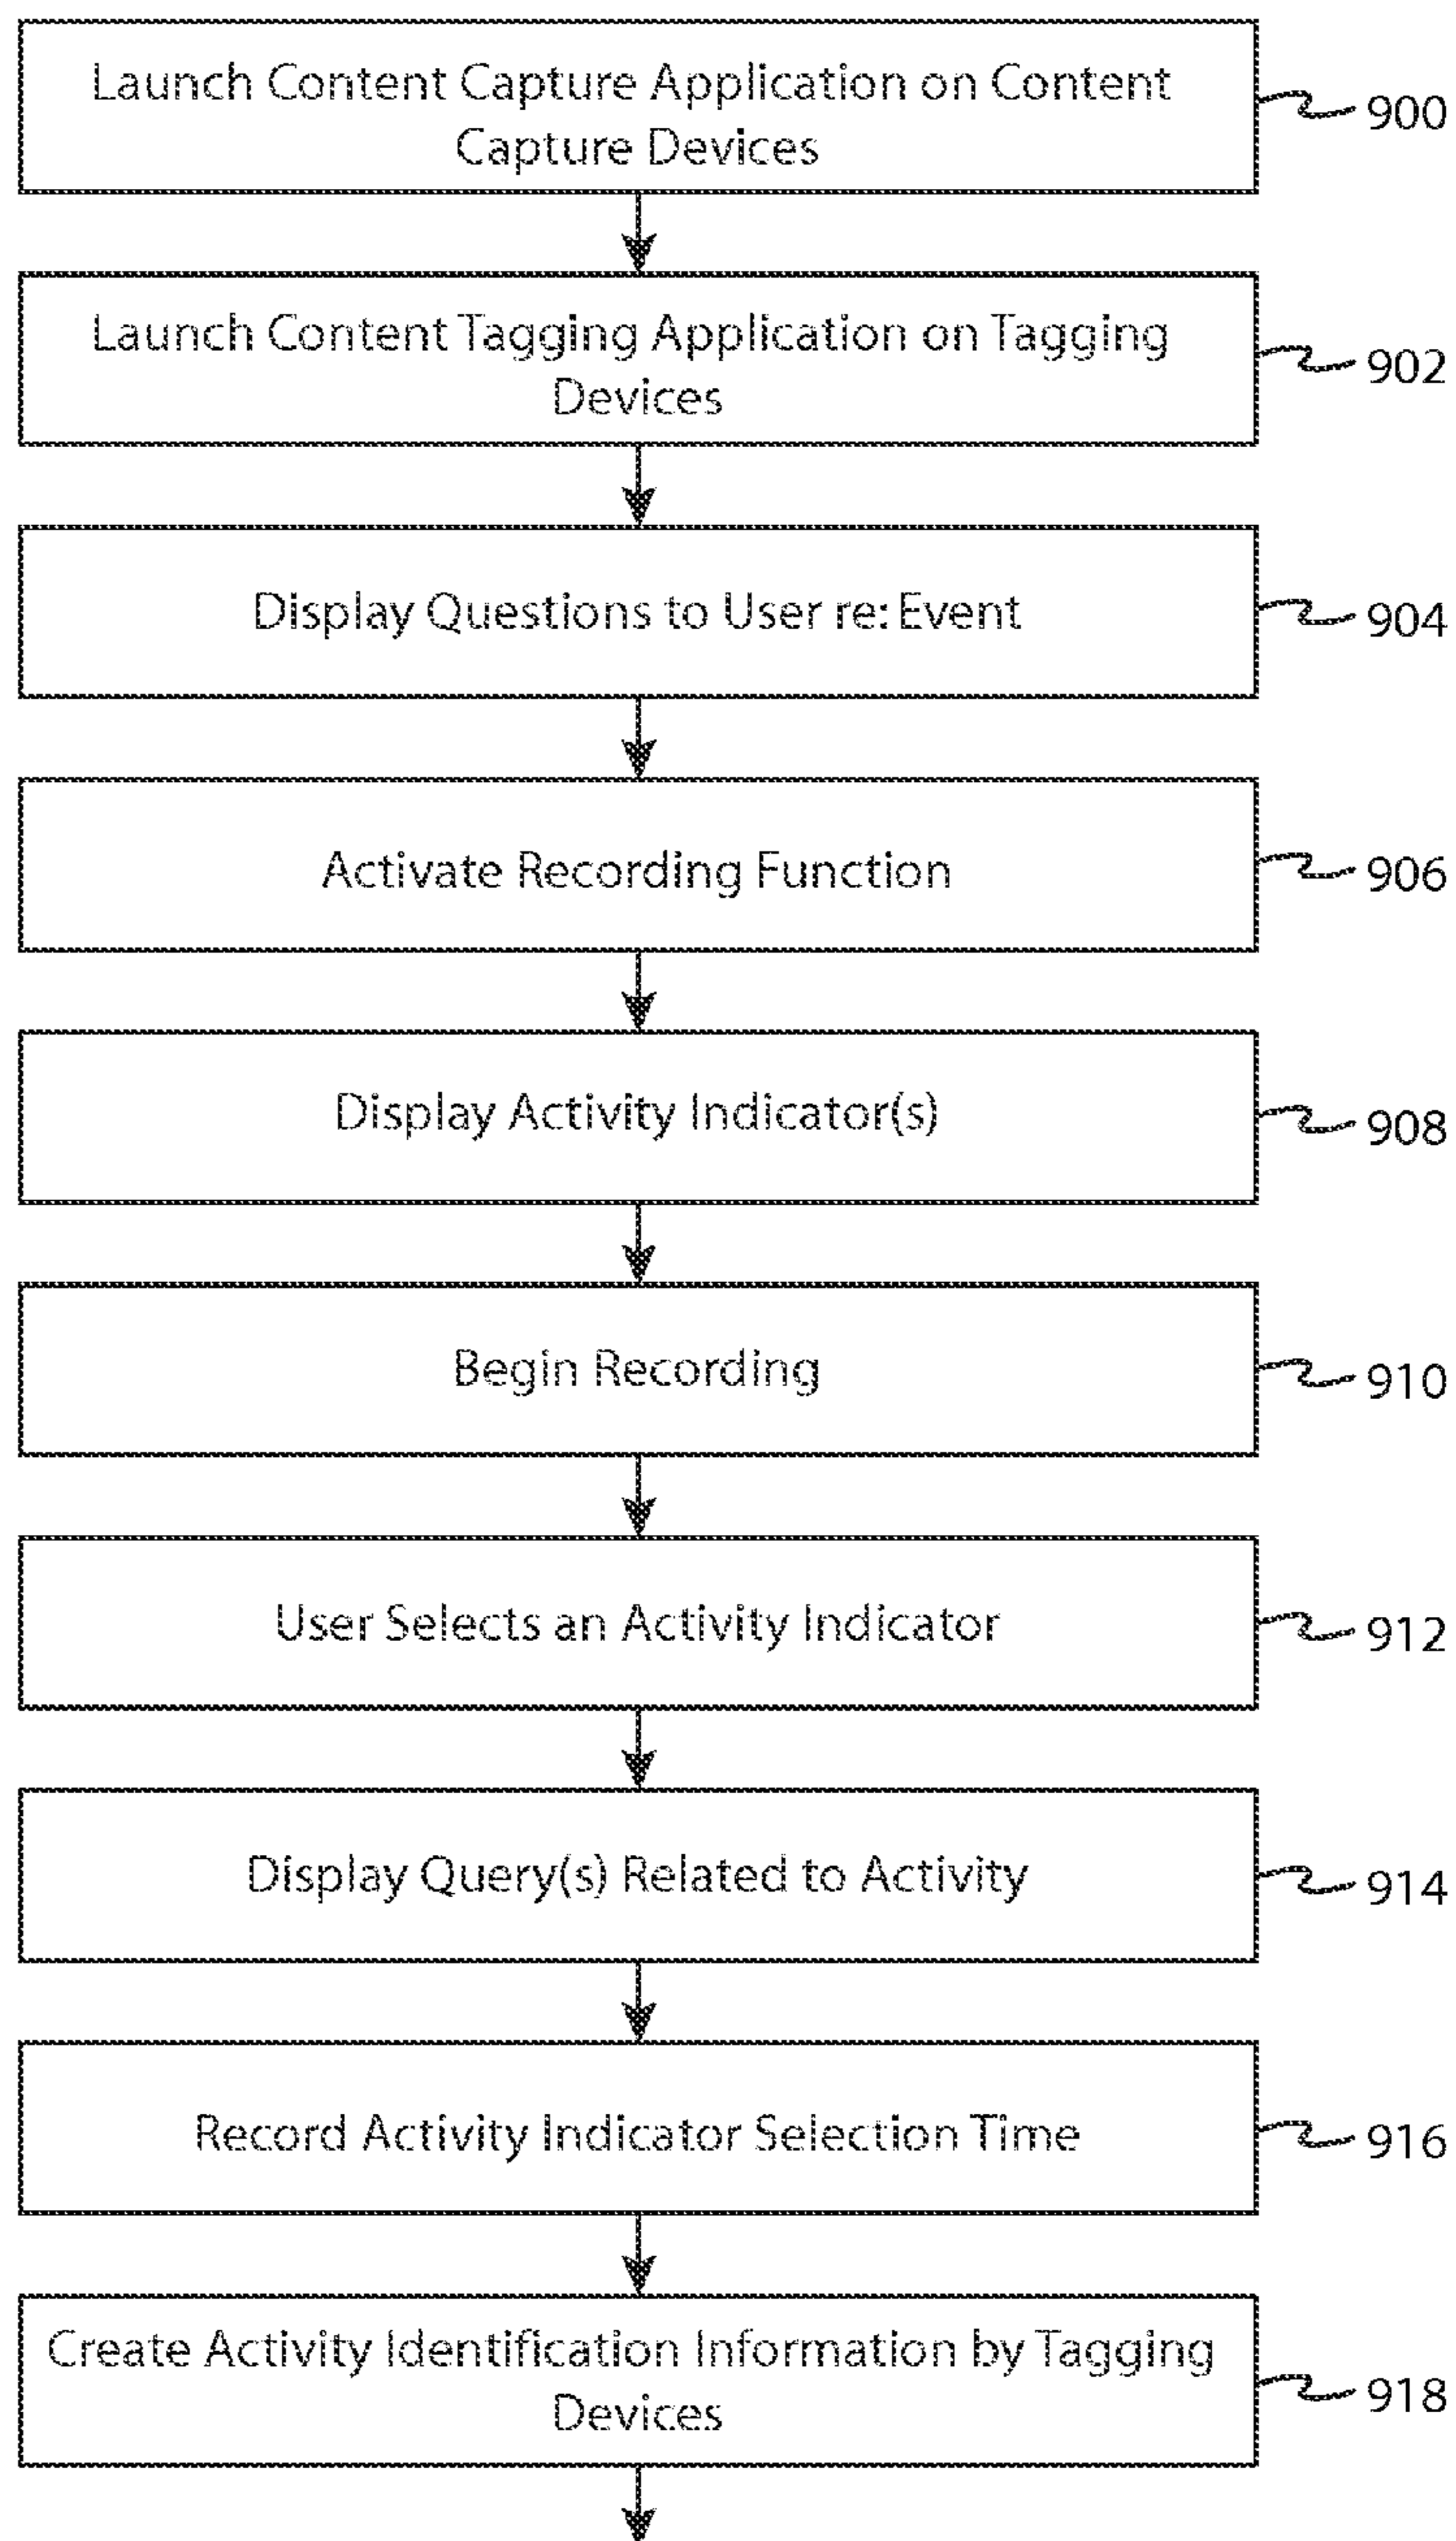 Launch Content Capture Application on Content
Capture Devices
900
Launch Content Tagging Application on Tagging
Devices
902
Display Questions to User re: Event
904
Activate Recording Function
906
Display Activity Indicator(s)
908
Begin Recording
910
User Selects an Activity Indicator
912
Display Query(s) Related to Activity
914
Record Activity Indicator Selection Time
916
Create Activity Identification Information by Tagging
Devices
918